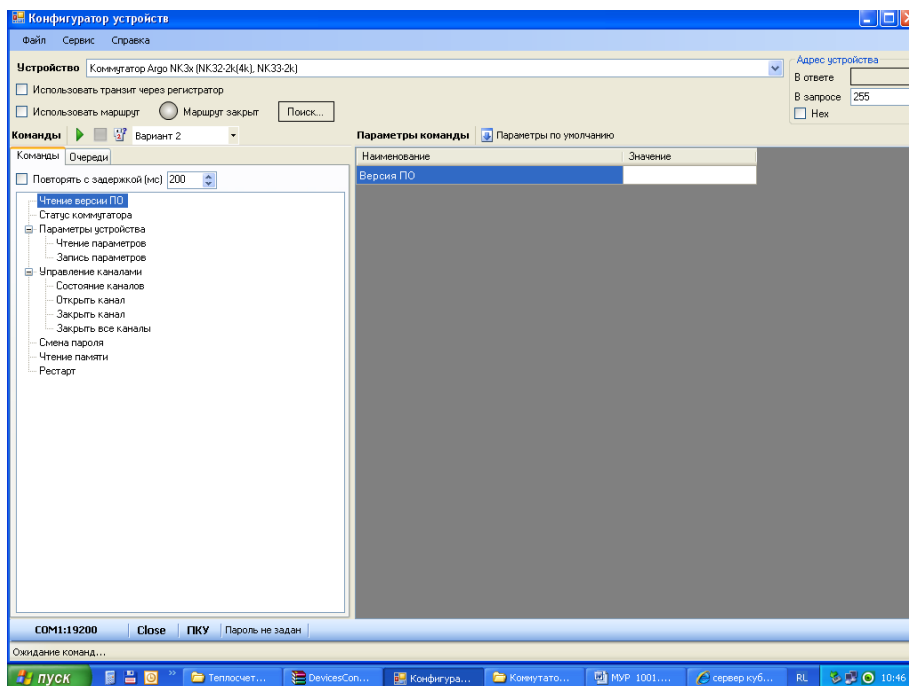 Конфигуратор устройств
Файл Сервис Справка
Устройство Коммутатор Argo NK3x (NK32-2k(4k), NK33-2k)
Адрес устройства
В ответе
Использовать транзит через регистратор
В запросе 255
Использовать маршрут Маршрут закрыт Поиск...
Hex
Команды Вариант 2
Параметры команды Параметры по умолчанию
Команды Очереди
Наименование Значение
Повторять с задержкой (мс) 200
Версия ПО
Чтение версии ПО
Статус коммутатора
Параметры устройства
Чтение параметров
Запись параметров
Управление каналами
Состояние каналов
Открыть канал
Закрыть канал
Закрыть все каналы
Смена пароля
Чтение памяти
Рестарт
COM1:19200 Close ПКУ Пароль не задан
Ожидание команд...
пуск » Теплосчет... DevicesCon... Конфигура... Коммутато... МУР 1001.... сервер куб... RL 10:46